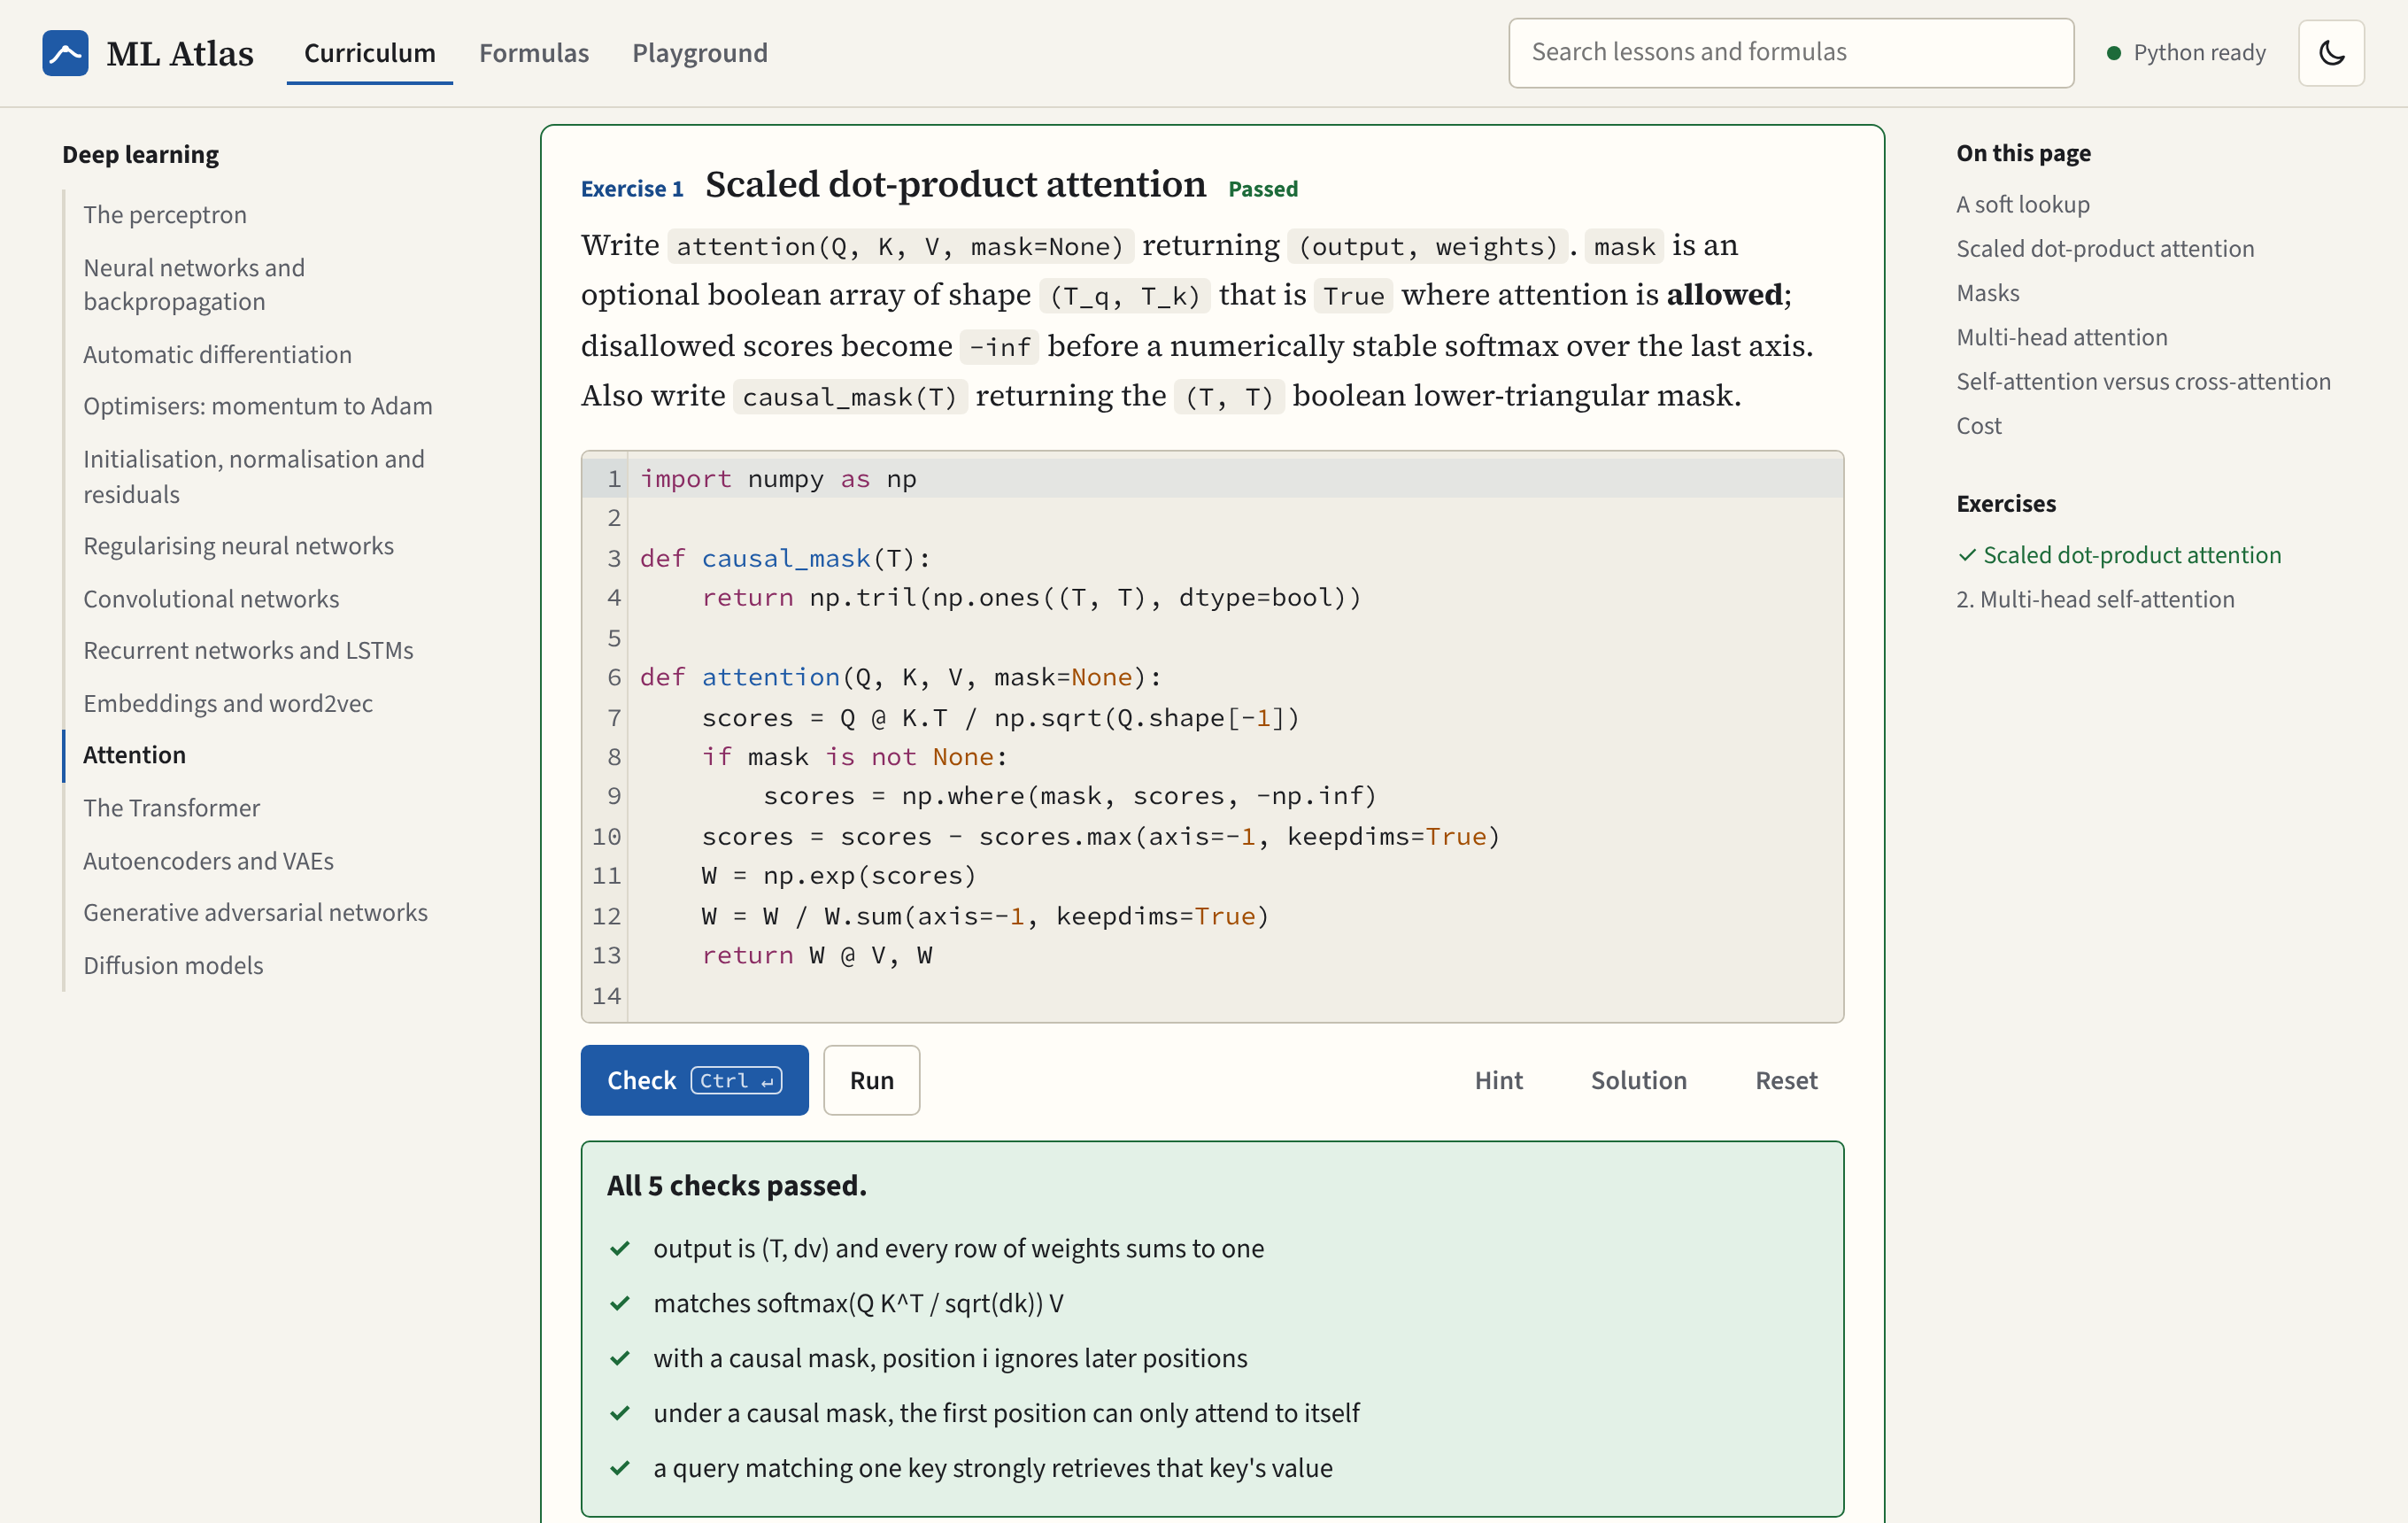 ML Atlas
Curriculum
Formulas
Playground
Search lessons and formulas
Python ready
Deep learning
The perceptron
Neural networks and
backpropagation
Automatic differentiation
Optimisers: momentum to Adam
Initialisation, normalisation and
residuals
Regularising neural networks
Convolutional networks
Recurrent networks and LSTMs
Embeddings and word2vec
Attention
The Transformer
Autoencoders and VAEs
Generative adversarial networks
Diffusion models
Exercise 1 Scaled dot-product attention Passed
Write attention(Q, K, V, mask=None) returning (output, weights). mask is an
optional boolean array of shape (T_q, T_k) that is True where attention is allowed;
disallowed scores become -inf before a numerically stable softmax over the last axis.
Also write causal_mask(T) returning the (T, T) boolean lower-triangular mask.
1 import numpy as np
2
3 def causal_mask(T):
4     return np.tril(np.ones((T, T), dtype=bool))
5
6 def attention(Q, K, V, mask=None):
7     scores = Q @ K.T / np.sqrt(Q.shape[-1])
8     if mask is not None:
9         scores = np.where(mask, scores, -np.inf)
10     scores = scores - scores.max(axis=-1, keepdims=True)
11     W = np.exp(scores)
12     W = W / W.sum(axis=-1, keepdims=True)
13     return W @ V, W
14
Check Ctrl ↵
Run
Hint
Solution
Reset
All 5 checks passed.
✓ output is (T, dv) and every row of weights sums to one
✓ matches softmax(Q K^T / sqrt(dk)) V
✓ with a causal mask, position i ignores later positions
✓ under a causal mask, the first position can only attend to itself
✓ a query matching one key strongly retrieves that key's value
On this page
A soft lookup
Scaled dot-product attention
Masks
Multi-head attention
Self-attention versus cross-attention
Cost
Exercises
✓ Scaled dot-product attention
2. Multi-head self-attention